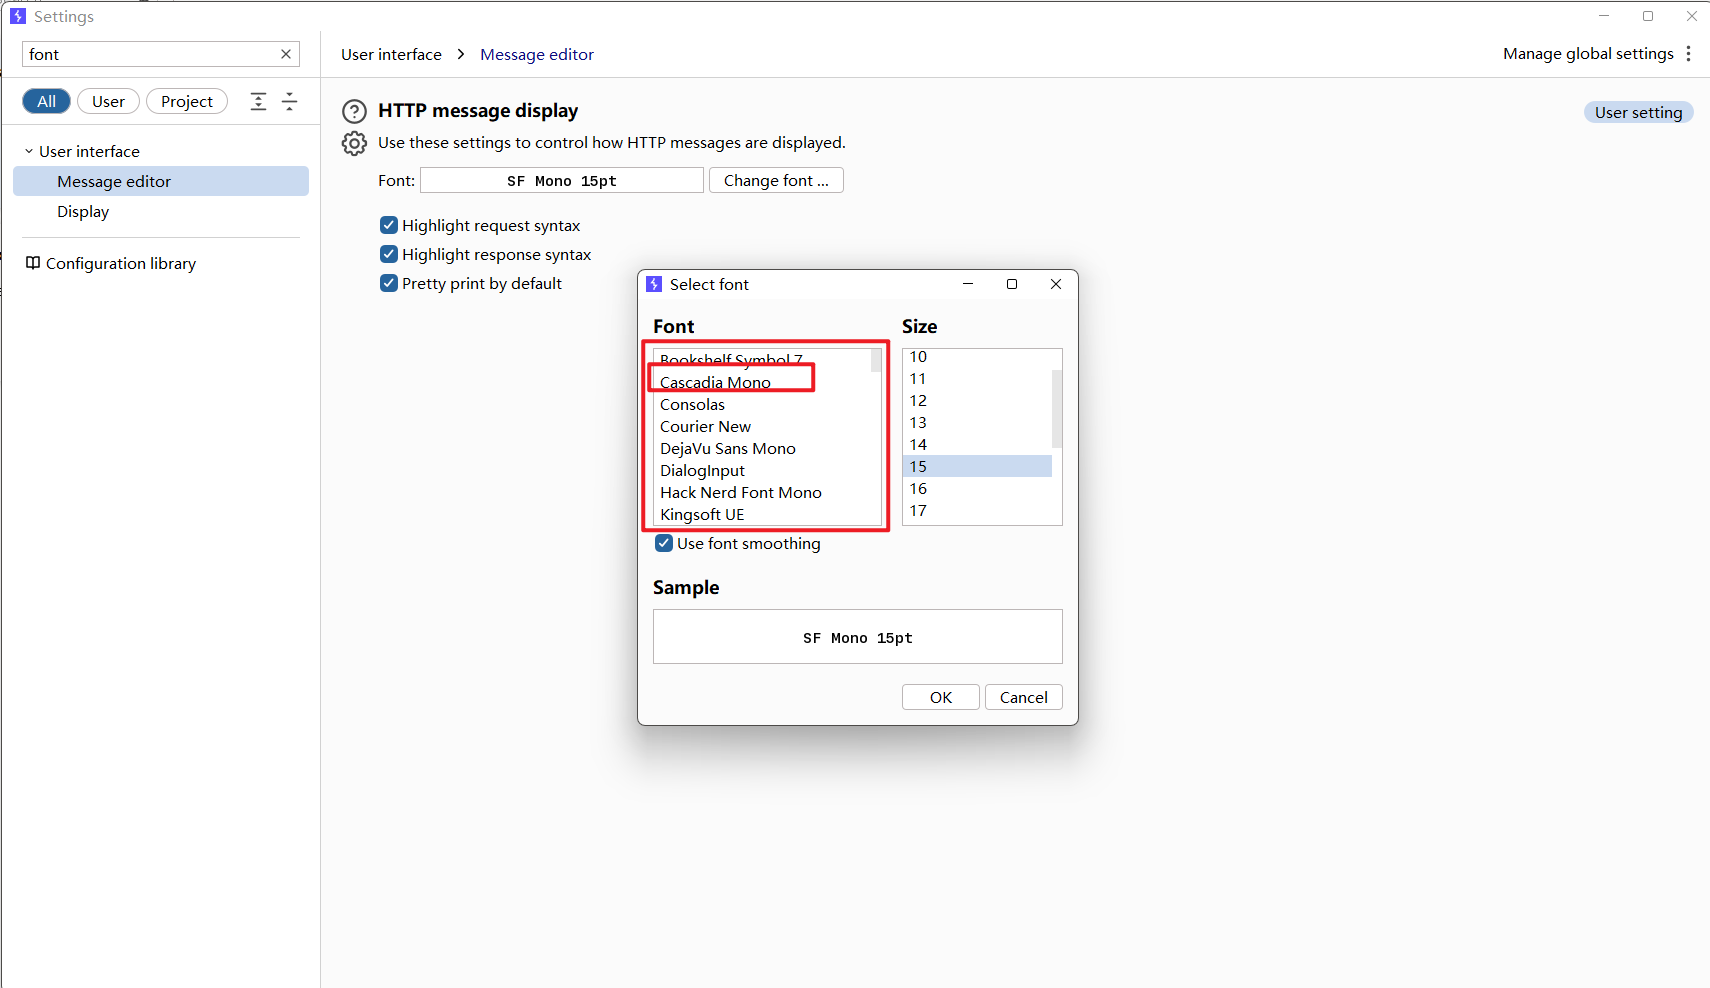 Settings
font
All
User
Project
User interface
Message editor
Display
Configuration library
User interface > Message editor
Manage global settings
HTTP message display
User setting
Use these settings to control how HTTP messages are displayed.
Font:
SF Mono 15pt
Change font ...
Highlight request syntax
Highlight response syntax
Pretty print by default
Select font
Font
Bookshelf Symbol 7
Cascadia Mono
Consolas
Courier New
DejaVu Sans Mono
DialogInput
Hack Nerd Font Mono
Kingsoft UE
Size
10
11
12
13
14
15
16
17
Use font smoothing
Sample
SF Mono 15pt
OK
Cancel